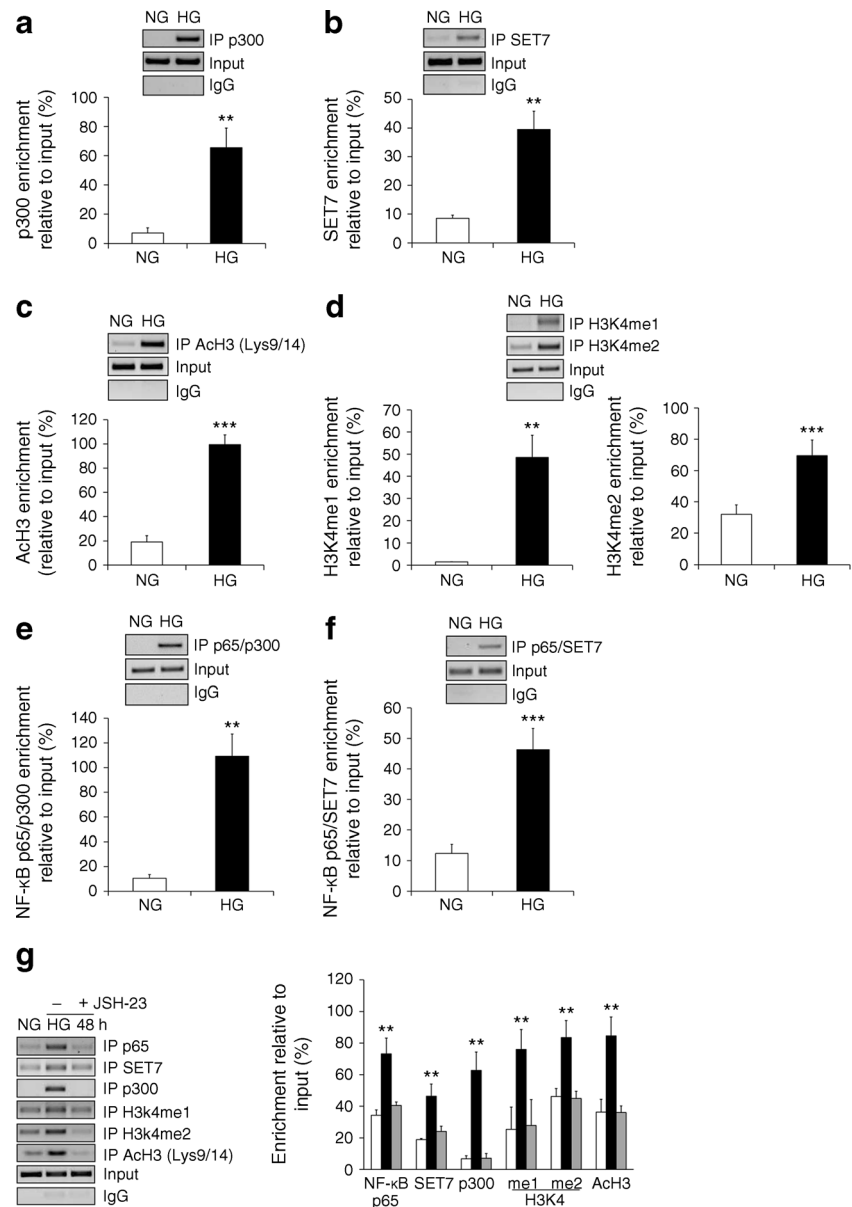 a
NG HG
IP p300
Input
IgG
p300 enrichment
relative to input (%)
100
80
60
40
20
0
**
NG HG
b
NG HG
IP SET7
Input
IgG
SET7 enrichment
relative to input (%)
50
40
30
20
10
0
**
NG HG
c
NG HG
IP AcH3 (Lys9/14)
Input
IgG
AcH3 enrichment
(relative to input (%)
120
100
80
60
40
20
0
***
NG HG
d
NG HG
IP H3K4me1
IP H3K4me2
Input
IgG
H3K4me1 enrichment
relative to input (%)
70
60
50
40
30
20
10
0
**
NG HG
H3K4me2 enrichment
relative to input (%)
100
80
60
40
20
0
***
NG HG
e
NG HG
IP p65/p300
Input
IgG
NF-κB p65/p300 enrichment
relative to input (%)
140
120
100
80
60
40
20
0
**
NG HG
f
NG HG
IP p65/SET7
Input
IgG
NF-κB p65/SET7 enrichment
relative to input (%)
60
50
40
30
20
10
0
***
NG HG
g
– + JSH-23
NG HG 48 h
IP p65
IP SET7
IP p300
IP H3k4me1
IP H3k4me2
IP AcH3 (Lys9/14)
Input
IgG
Enrichment relative to
input (%)
120
100
80
60
40
20
0
** ** ** ** ** **
NF-κB SET7 p300 me1 me2 AcH3
p65 H3K4